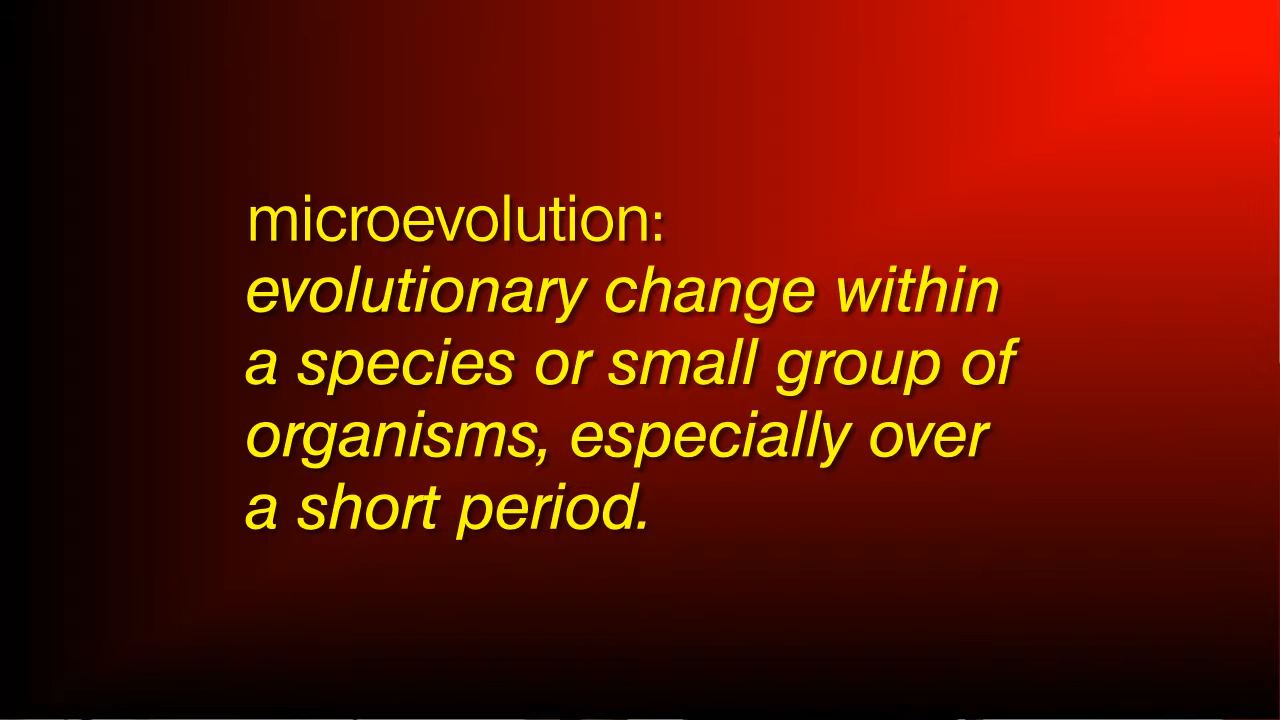 microevolution:
evolutionary change within
a species or small group of
organisms, especially over
a short period.